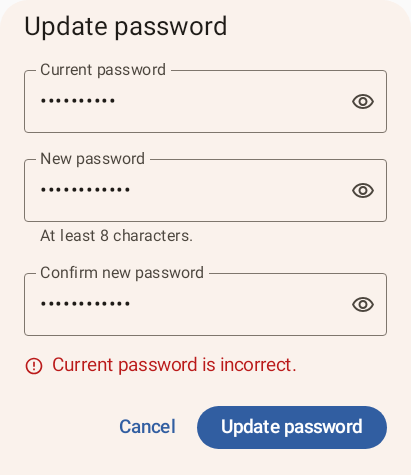 Update password
Current password
••••••••••
New password
••••••••••••
At least 8 characters.
Confirm new password
••••••••••••
Current password is incorrect.
Cancel
Update password